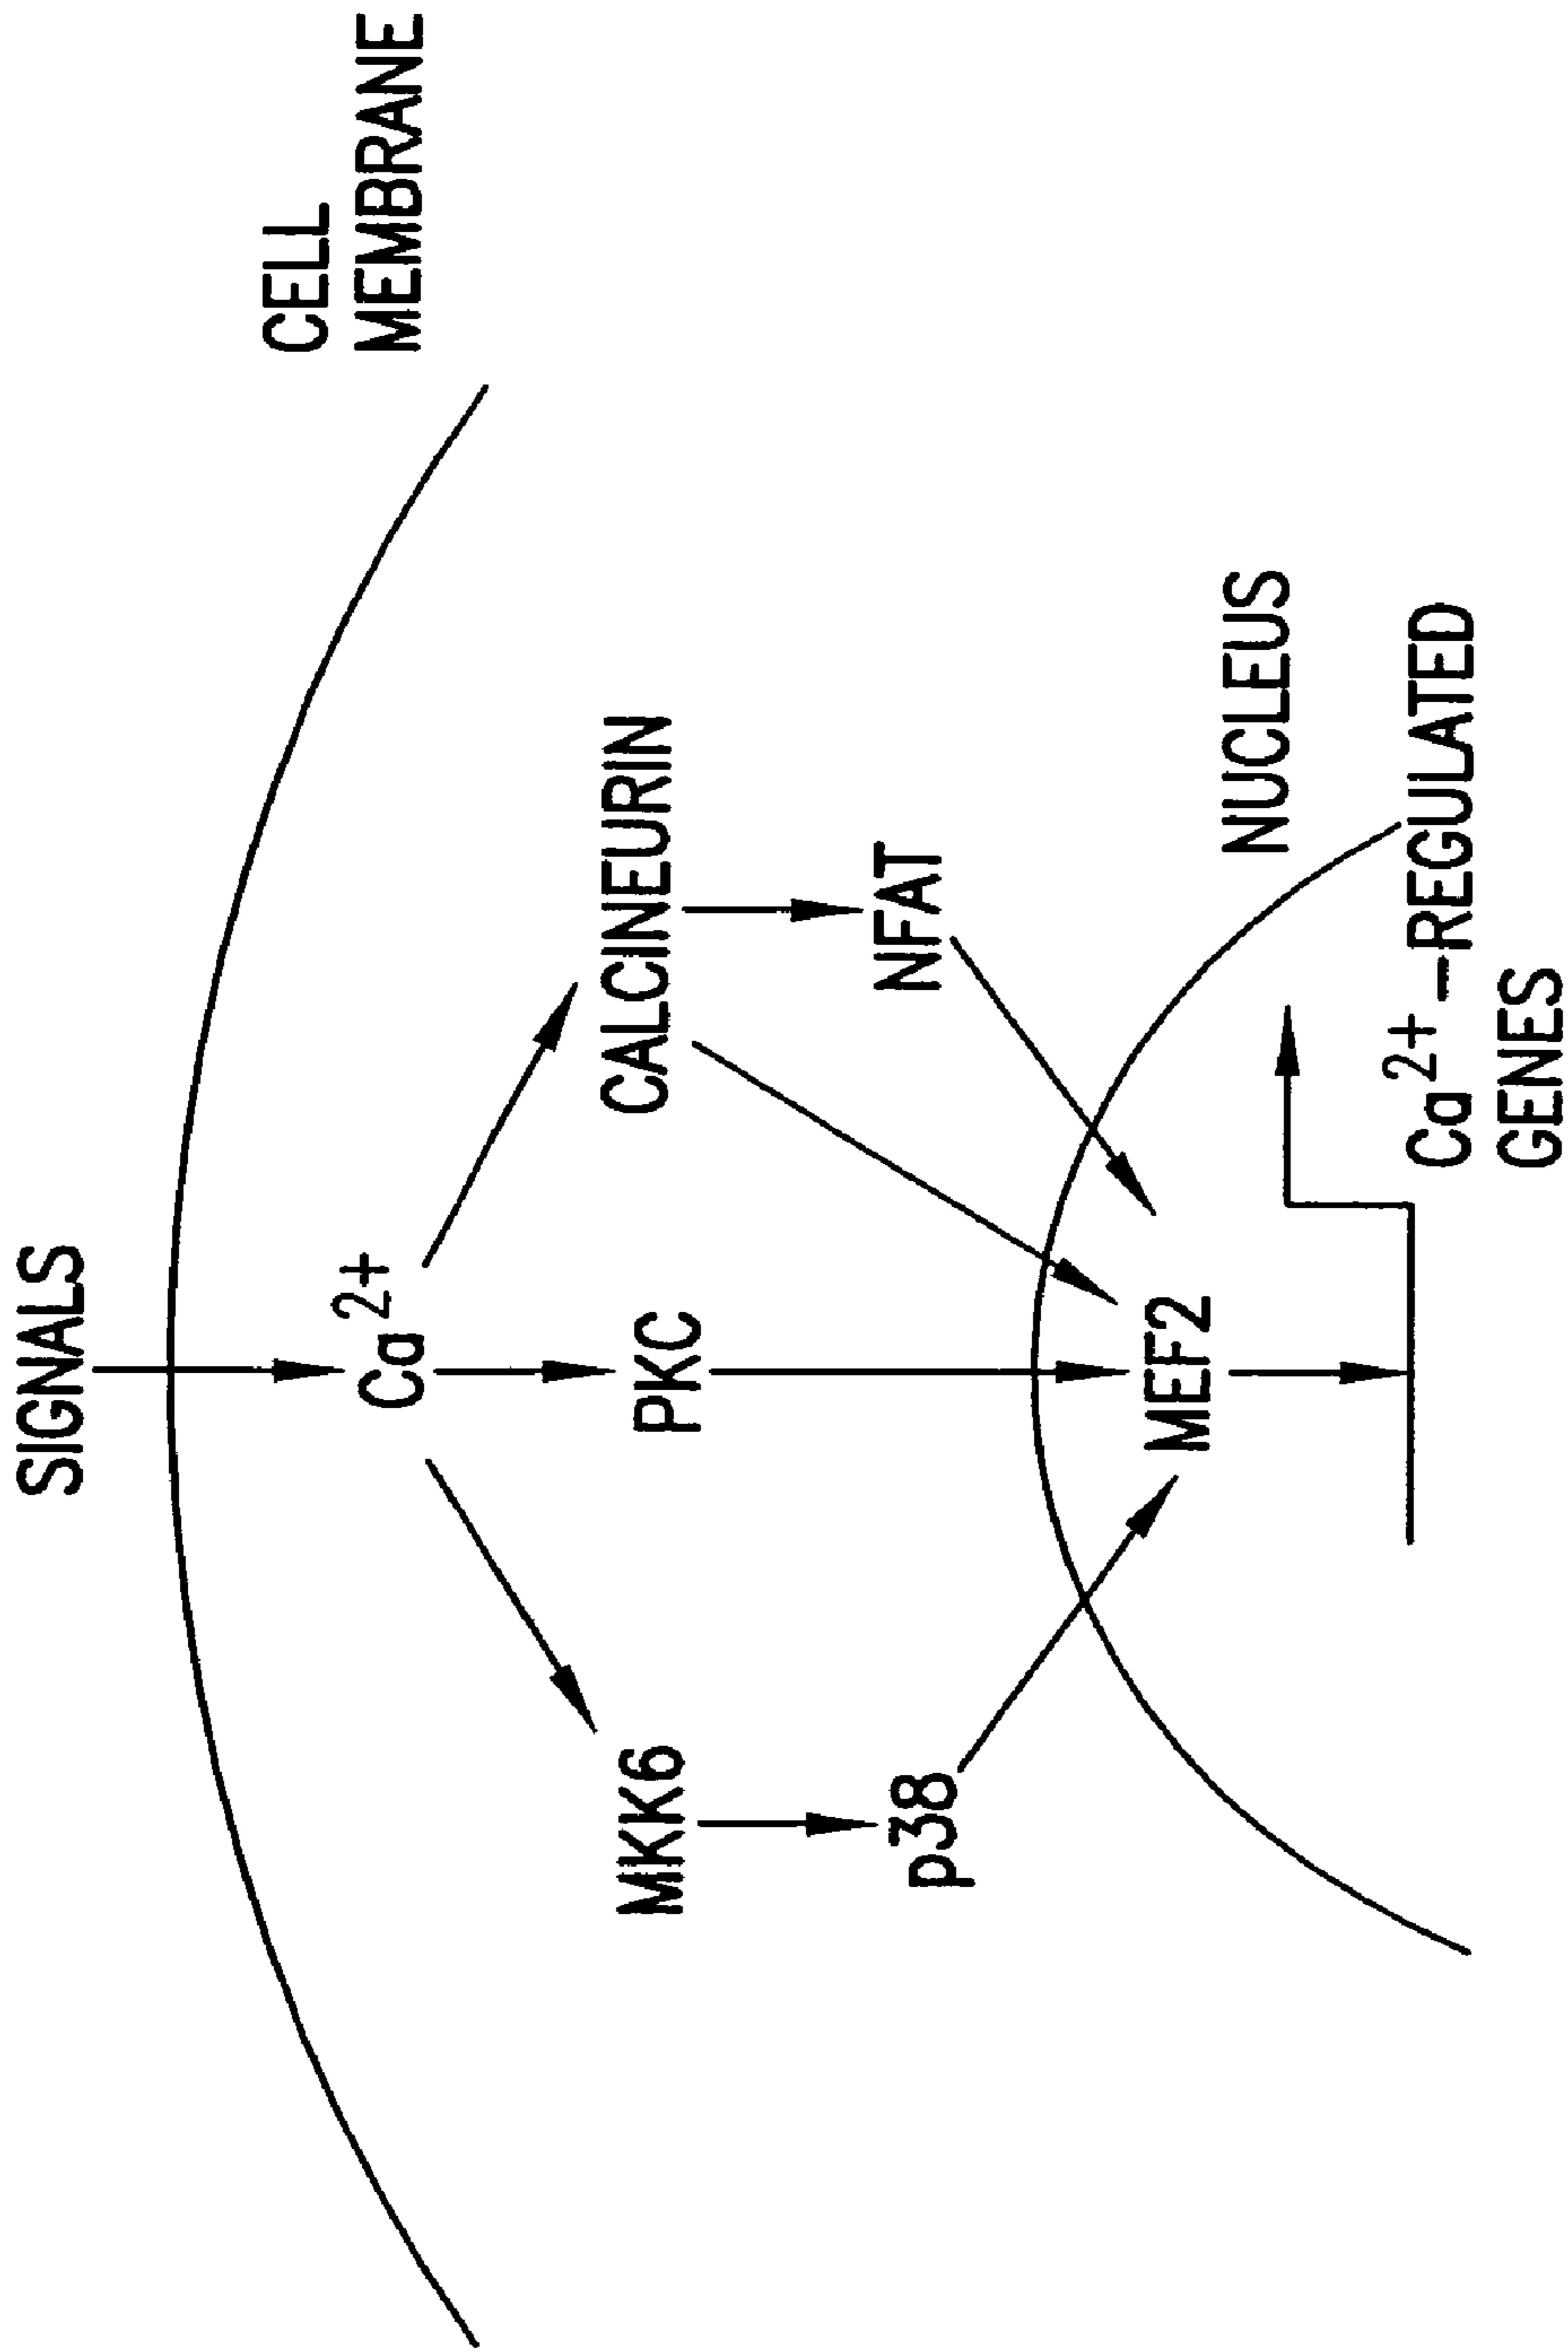 SIGNALS
CELL
MEMBRANE
Ca2+
MKK6
PKC
CALCINEURIN
p38
NFAT
MEF2
NUCLEUS
Ca2+–REGULATED
GENES